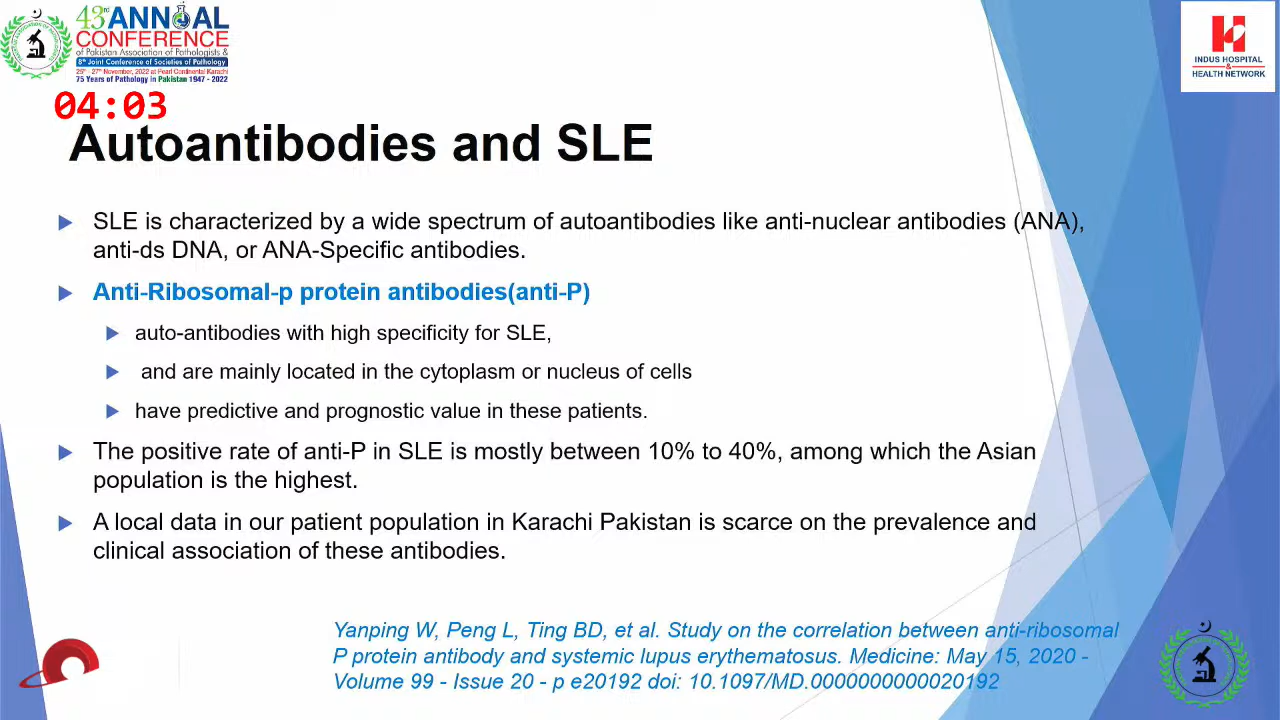 43rd ANNUAL
CONFERENCE
of Pakistan Association of Pathologists &
8th Joint Conference of Societies of Pathology
25th - 27th November, 2022 at Pearl Continental Karachi
75 Years of Pathology in Pakistan 1947 - 2022
INDUS HOSPITAL
&
HEALTH NETWORK
04:03
Autoantibodies and SLE
SLE is characterized by a wide spectrum of autoantibodies like anti-nuclear antibodies (ANA),
anti-ds DNA, or ANA-Specific antibodies.
Anti-Ribosomal-p protein antibodies(anti-P)
auto-antibodies with high specificity for SLE,
and are mainly located in the cytoplasm or nucleus of cells
have predictive and prognostic value in these patients.
The positive rate of anti-P in SLE is mostly between 10% to 40%, among which the Asian
population is the highest.
A local data in our patient population in Karachi Pakistan is scarce on the prevalence and
clinical association of these antibodies.
Yanping W, Peng L, Ting BD, et al. Study on the correlation between anti-ribosomal
P protein antibody and systemic lupus erythematosus. Medicine: May 15, 2020 -
Volume 99 - Issue 20 - p e20192 doi: 10.1097/MD.0000000000020192